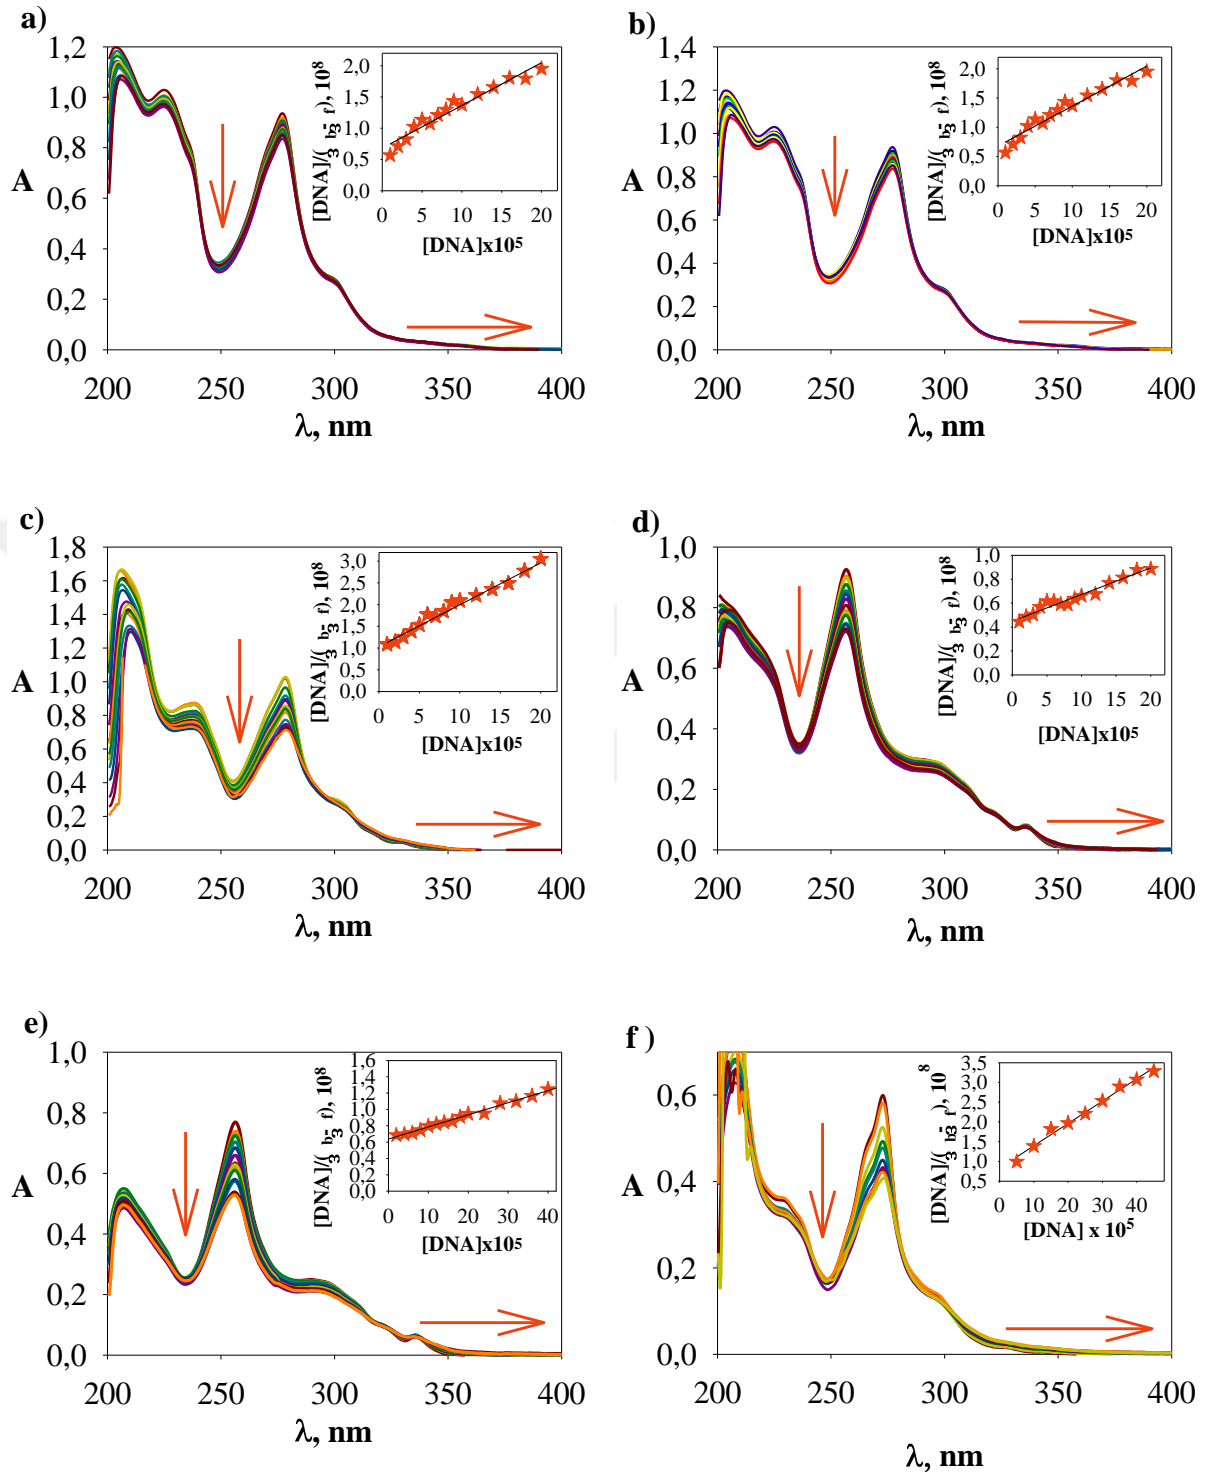 a)
1,2
1,0
0,8
0,6
0,4
0,2
0,0
A
200 250 300 350 400
λ, nm
[DNA]/(ε b- ε f), 10⁸
2,0
1,5
1,0
0,5
0,0
0 5 10 15 20
[DNA]x10⁵
b)
1,4
1,2
1,0
0,8
0,6
0,4
0,2
0,0
A
200 250 300 350 400
λ, nm
[DNA]/(ε b- ε f), 10⁸
2,0
1,5
1,0
0,5
0,0
0 5 10 15 20
[DNA]x10⁵
c)
1,8
1,6
1,4
1,2
1,0
0,8
0,6
0,4
0,2
0,0
A
200 250 300 350 400
λ, nm
[DNA]/(ε b- ε f), 10⁸
3,0
2,5
2,0
1,5
1,0
0,5
0,0
0 5 10 15 20
[DNA]x10⁵
d)
1,0
0,8
0,6
0,4
0,2
0,0
A
200 250 300 350 400
λ, nm
[DNA]/(ε b- ε f), 10⁸
1,0
0,8
0,6
0,4
0,2
0,0
0 5 10 15 20
[DNA]x10⁵
e)
1,0
0,8
0,6
0,4
0,2
0,0
A
200 250 300 350 400
λ, nm
[DNA]/(ε b- ε f), 10⁸
1,6
1,4
1,2
1,0
0,8
0,6
0,4
0,2
0,0
0 10 20 30 40
[DNA]x10⁵
f )
0,6
0,4
0,2
0,0
A
200 250 300 350 400
λ, nm
[DNA]/(ε b- ε f), 10⁸
3,5
3,0
2,5
2,0
1,5
1,0
0,5
0 10 20 30 40
[DNA] x 10⁵